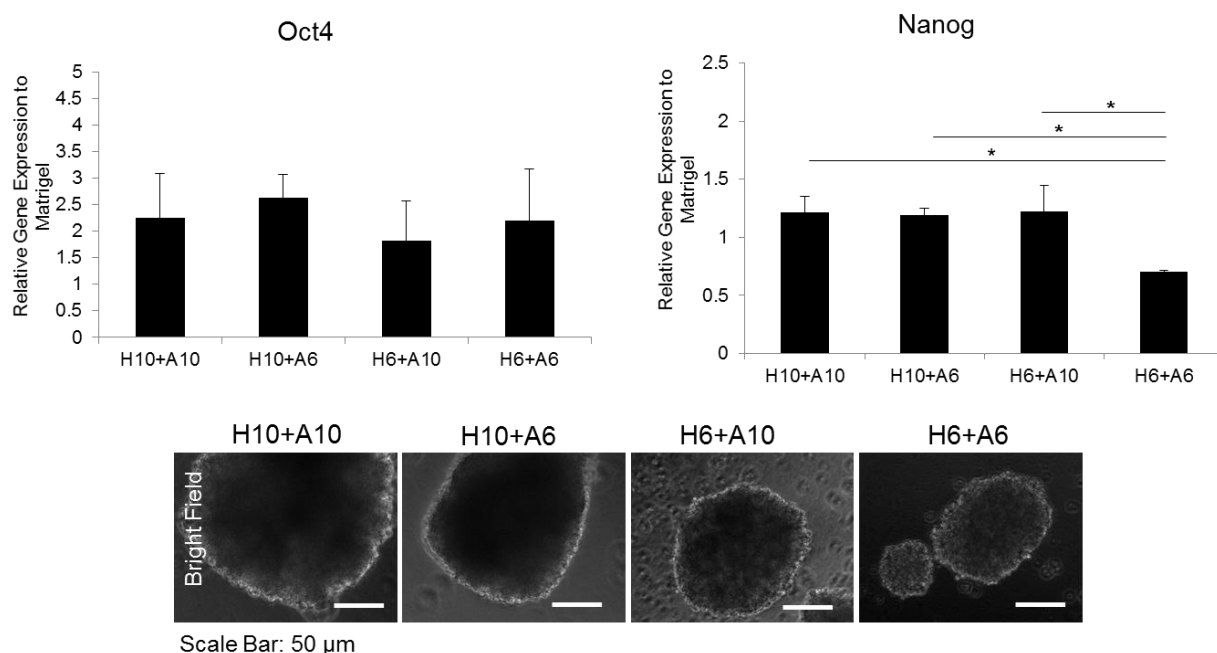 Oct4
Relative Gene Expression to
Matrigel
5
4.5
4
3.5
3
2.5
2
1.5
1
0.5
0
H10+A10
H10+A6
H6+A10
H6+A6
Nanog
Relative Gene Expression to
Matrigel
2.5
2
1.5
1
0.5
0
*
*
*
H10+A10
H10+A6
H6+A10
H6+A6
H10+A10
H10+A6
H6+A10
H6+A6
Bright Field
Scale Bar: 50 µm